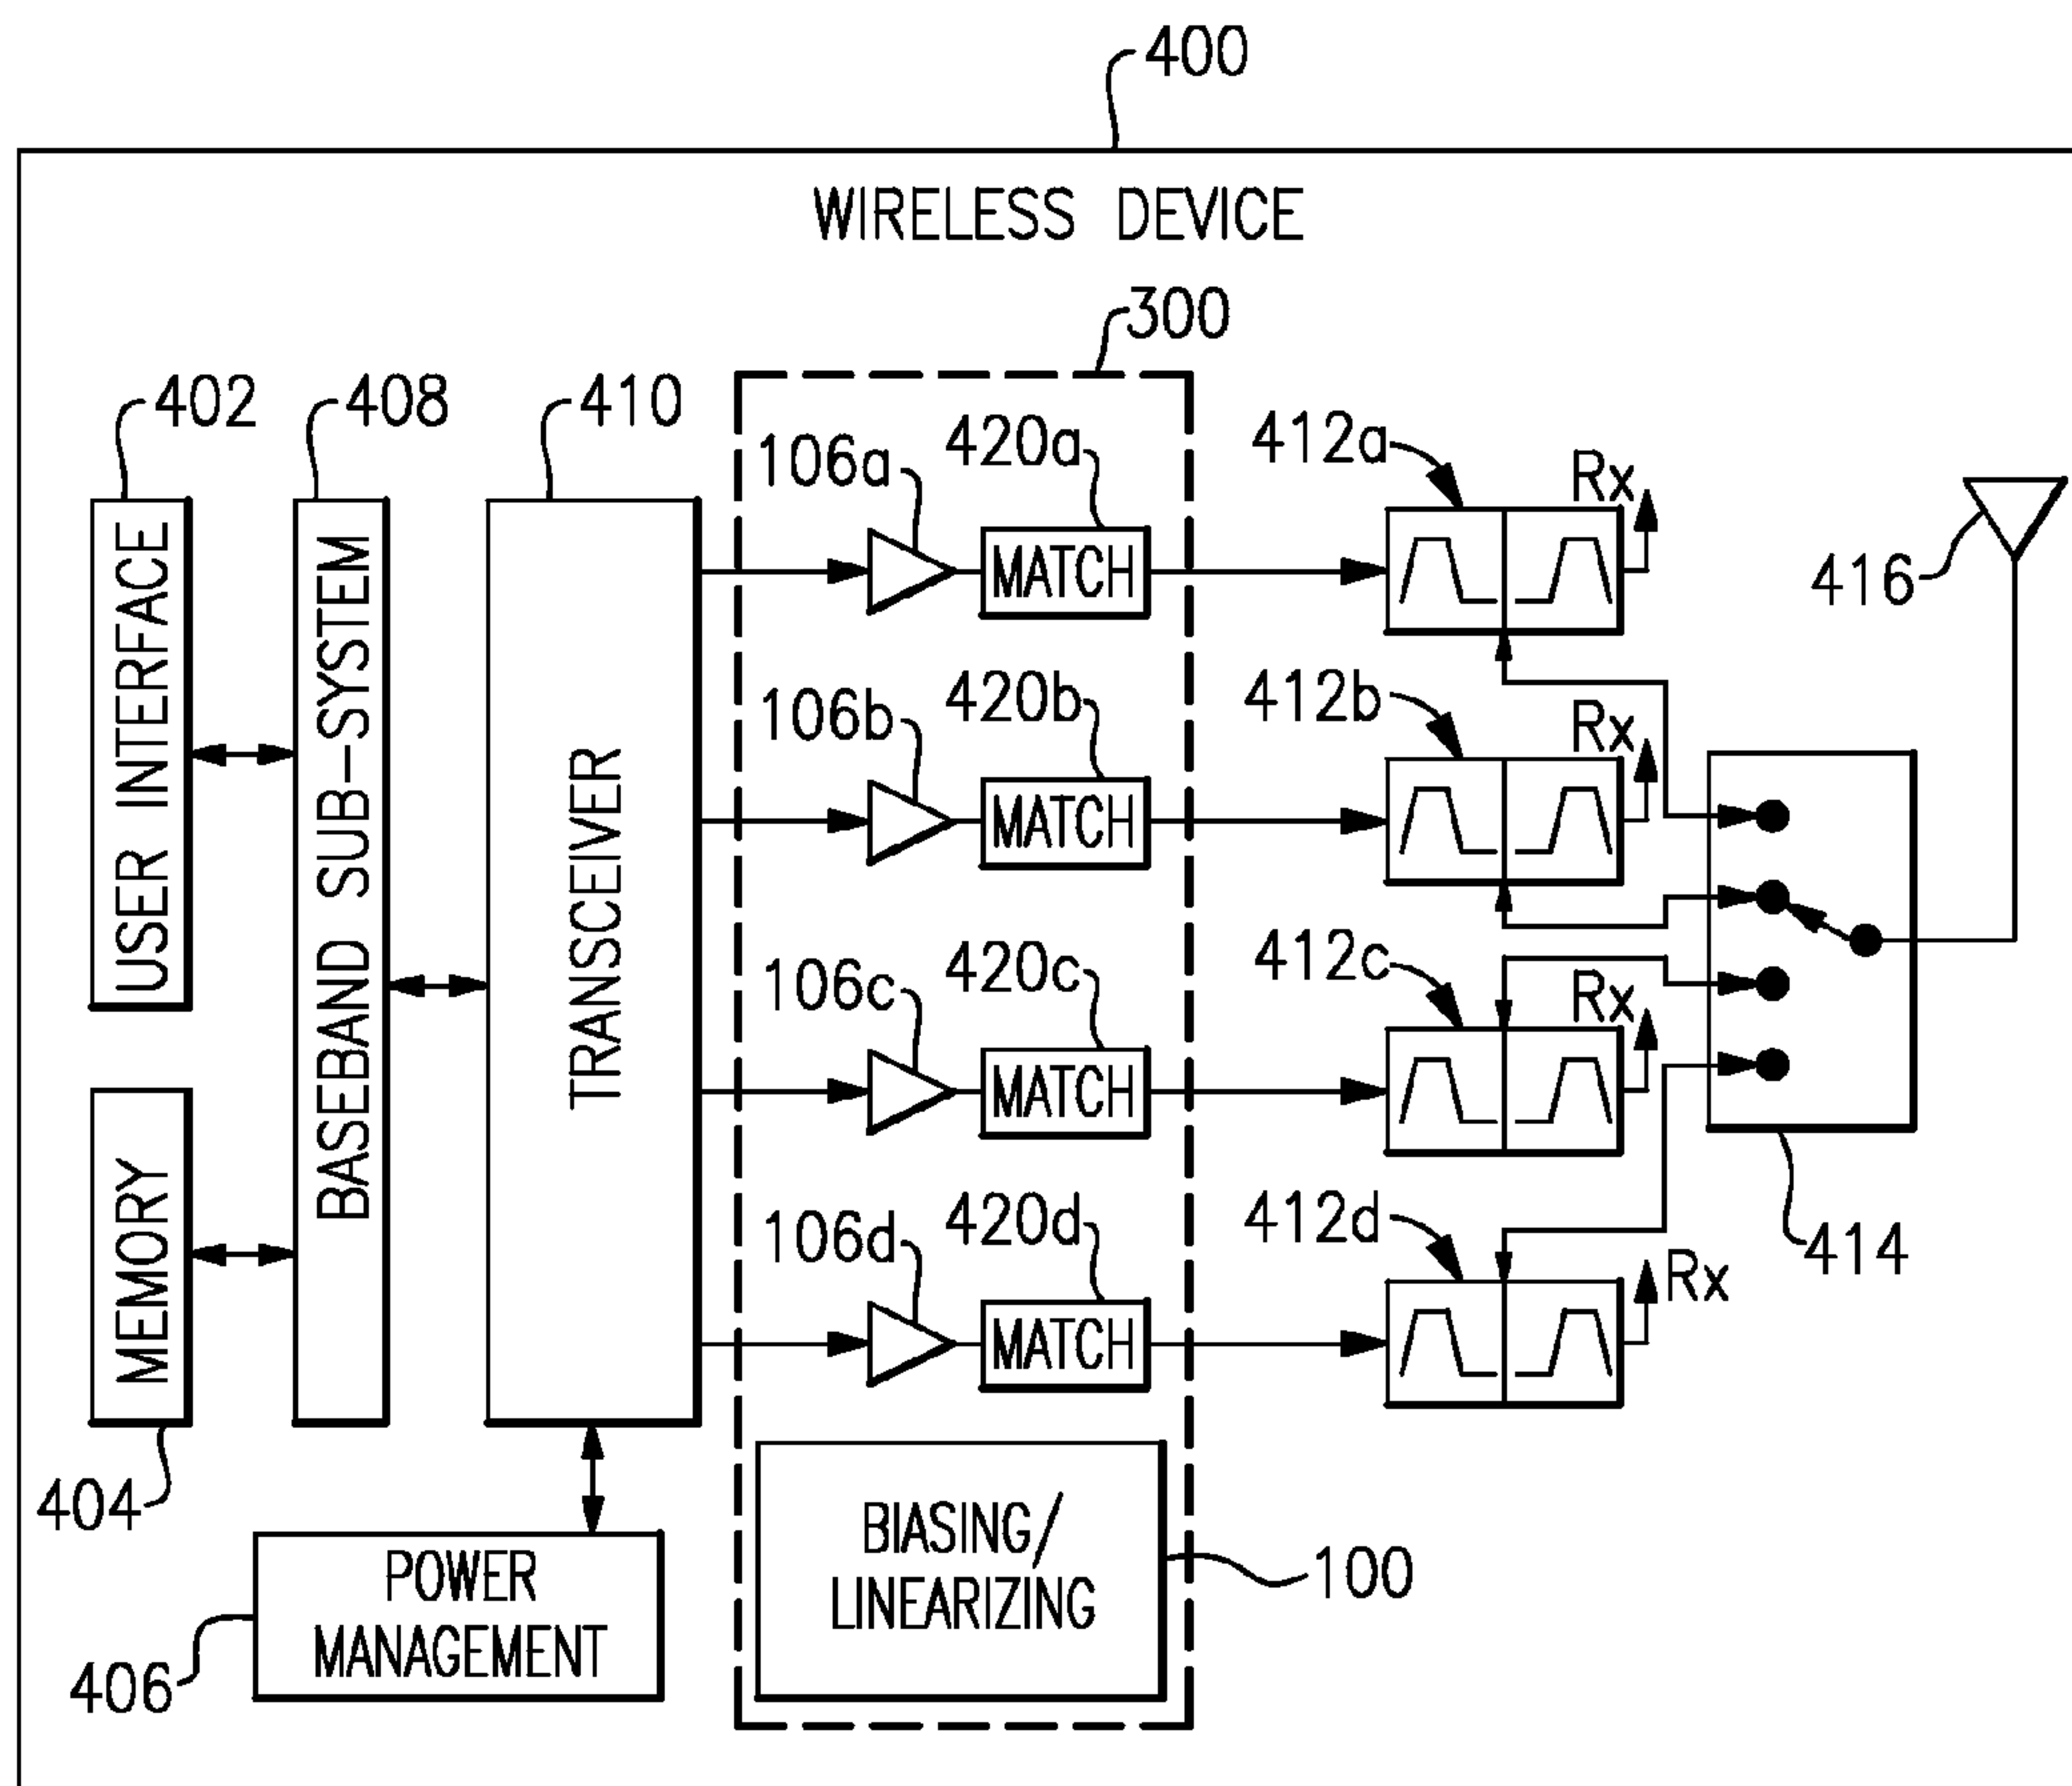 400
WIRELESS DEVICE
300
402
408
410
106a
420a
412a
Rx
416
USER INTERFACE
BASEBAND SUB-SYSTEM
TRANSCEIVER
MATCH
106b
420b
412b
Rx
MATCH
106c
420c
412c
Rx
MATCH
106d
420d
412d
Rx
414
MATCH
MEMORY
404
BIASING/
LINEARIZING
100
POWER
MANAGEMENT
406